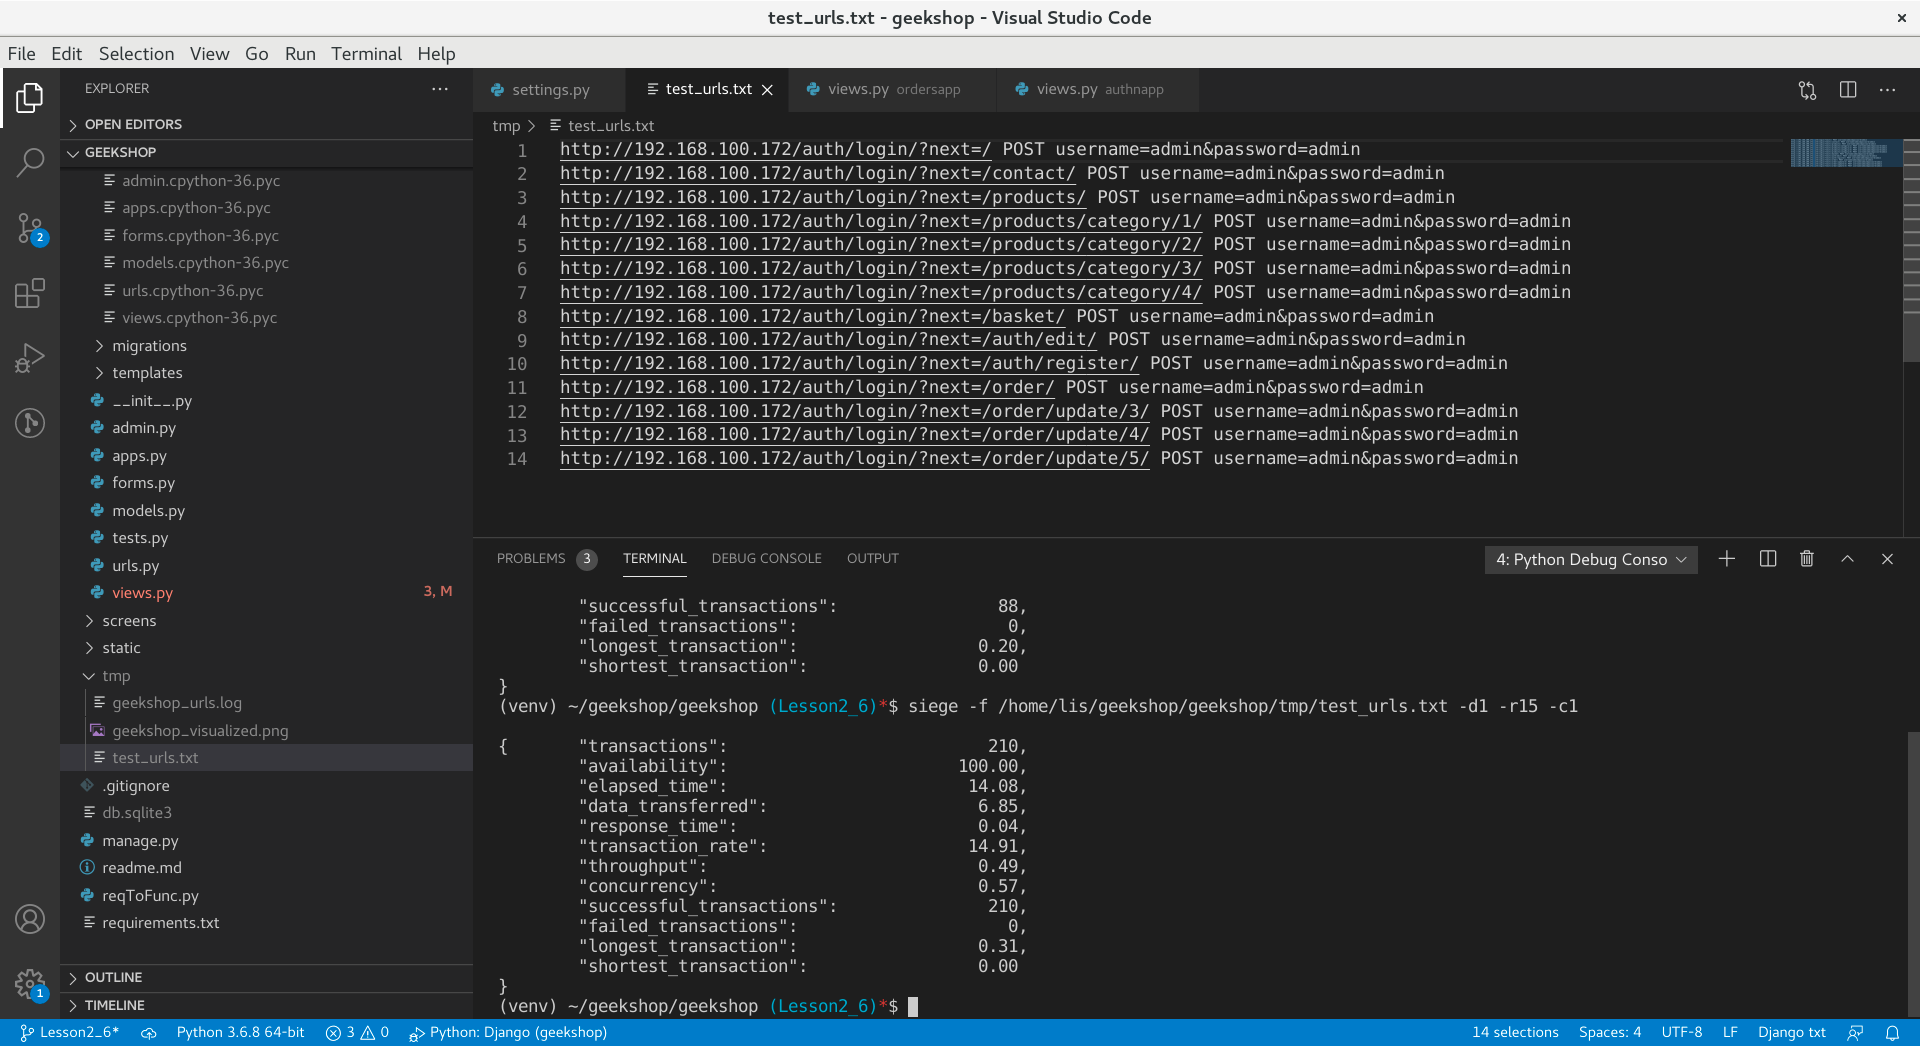 test_urls.txt - geekshop - Visual Studio Code
File Edit Selection View Go Run Terminal Help
EXPLORER
OPEN EDITORS
GEEKSHOP
admin.cpython-36.pyc
apps.cpython-36.pyc
forms.cpython-36.pyc
models.cpython-36.pyc
urls.cpython-36.pyc
views.cpython-36.pyc
migrations
templates
__init__.py
admin.py
apps.py
forms.py
models.py
tests.py
urls.py
views.py 3, M
screens
static
tmp
geekshop_urls.log
geekshop_visualized.png
test_urls.txt
.gitignore
db.sqlite3
manage.py
readme.md
reqToFunc.py
requirements.txt
OUTLINE
TIMELINE
2
1
settings.py test_urls.txt views.py ordersapp views.py authnapp
tmp > test_urls.txt
1 http://192.168.100.172/auth/login/?next=/ POST username=admin&password=admin
2 http://192.168.100.172/auth/login/?next=/contact/ POST username=admin&password=admin
3 http://192.168.100.172/auth/login/?next=/products/ POST username=admin&password=admin
4 http://192.168.100.172/auth/login/?next=/products/category/1/ POST username=admin&password=admin
5 http://192.168.100.172/auth/login/?next=/products/category/2/ POST username=admin&password=admin
6 http://192.168.100.172/auth/login/?next=/products/category/3/ POST username=admin&password=admin
7 http://192.168.100.172/auth/login/?next=/products/category/4/ POST username=admin&password=admin
8 http://192.168.100.172/auth/login/?next=/basket/ POST username=admin&password=admin
9 http://192.168.100.172/auth/login/?next=/auth/edit/ POST username=admin&password=admin
10 http://192.168.100.172/auth/login/?next=/auth/register/ POST username=admin&password=admin
11 http://192.168.100.172/auth/login/?next=/order/ POST username=admin&password=admin
12 http://192.168.100.172/auth/login/?next=/order/update/3/ POST username=admin&password=admin
13 http://192.168.100.172/auth/login/?next=/order/update/4/ POST username=admin&password=admin
14 http://192.168.100.172/auth/login/?next=/order/update/5/ POST username=admin&password=admin
PROBLEMS 3 TERMINAL DEBUG CONSOLE OUTPUT 4: Python Debug Conso
"successful_transactions": 88,
"failed_transactions": 0,
"longest_transaction": 0.20,
"shortest_transaction": 0.00
}
(venv) ~/geekshop/geekshop (Lesson2_6)*$ siege -f /home/lis/geekshop/geekshop/tmp/test_urls.txt -d1 -r15 -c1
{ "transactions": 210,
"availability": 100.00,
"elapsed_time": 14.08,
"data_transferred": 6.85,
"response_time": 0.04,
"transaction_rate": 14.91,
"throughput": 0.49,
"concurrency": 0.57,
"successful_transactions": 210,
"failed_transactions": 0,
"longest_transaction": 0.31,
"shortest_transaction": 0.00
}
(venv) ~/geekshop/geekshop (Lesson2_6)*$
Lesson2_6* Python 3.6.8 64-bit 3 0 Python: Django (geekshop) 14 selections Spaces: 4 UTF-8 LF Django txt